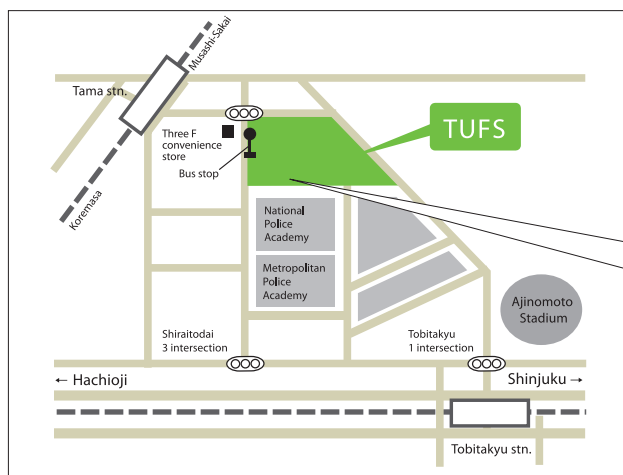 Musashi-Sakai
Tama stn.
TUFS
Three F
convenience
store
Bus stop
Koremasa
National
Police
Academy
Metropolitan
Police
Academy
Ajinomoto
Stadium
Shiraitodai
3 intersection
Tobitakyu
1 intersection
← Hachioji
Shinjuku →
Tobitakyu stn.